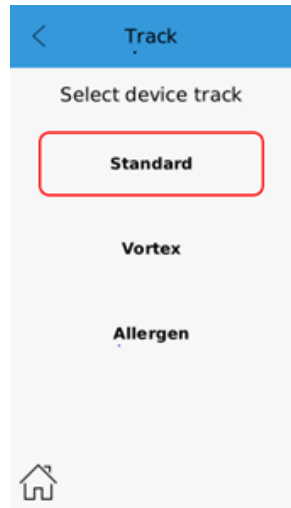 Track
Select device track
Standard
Vortex
Allergen